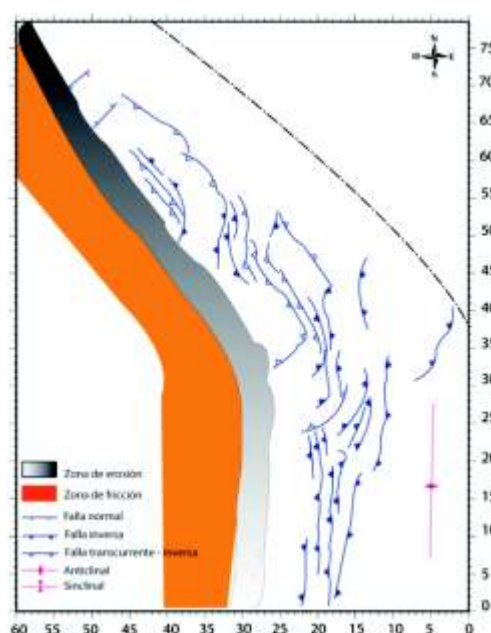 75
70
65
60
55
50
45
40
35
30
25
20
15
10
5
0
Zona de erosión
Zona de fricción
Falla normal
Falla inversa
Falla transcurrente - inversa
Anticlinal
Sinclinal
60 55 50 45 40 35 30 25 20 15 10 5 0